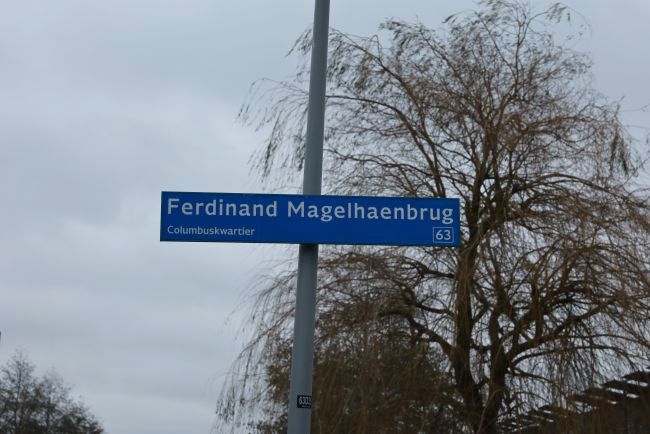 Ferdinand Magelhaenbrug
Columbuskwartier
63